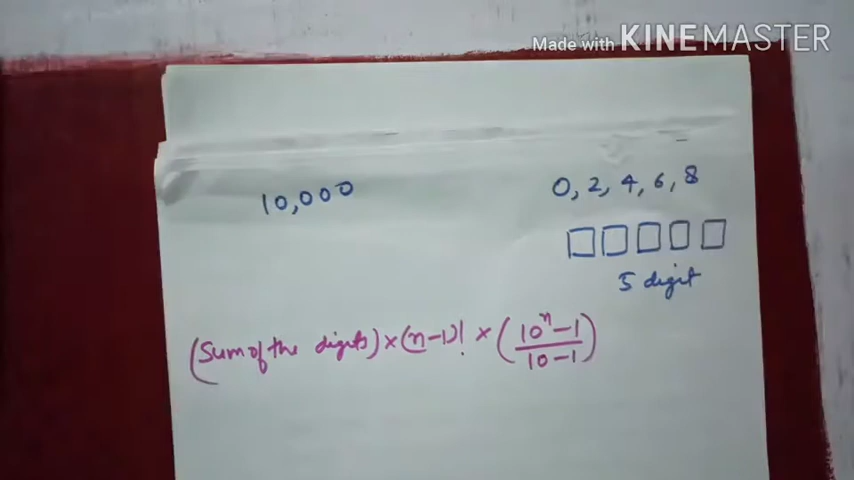 Made with KINEMASTER
10,000
0, 2, 4, 6, 8
5 digit
(Sum of the digits) × (n-1)! × (10ⁿ-1 / 10-1)